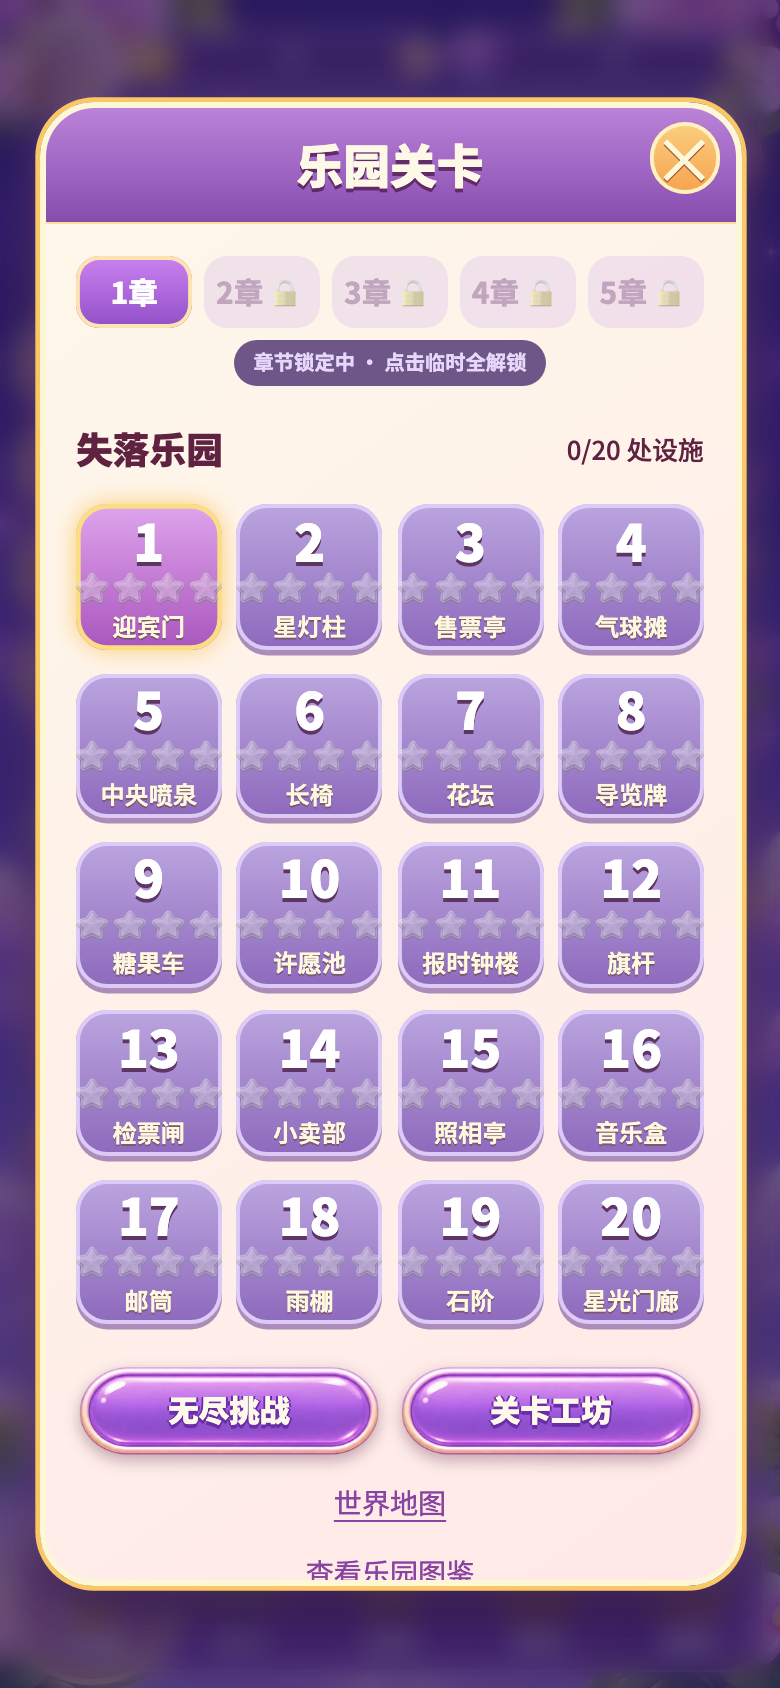 乐园关卡
1章 2章 3章 4章 5章
章节锁定中 · 点击临时全解锁
失落乐园 0/20 处设施
1 2 3 4
迎宾门 星灯柱 售票亭 气球摊
5 6 7 8
中央喷泉 长椅 花坛 导览牌
9 10 11 12
糖果车 许愿池 报时钟楼 旗杆
13 14 15 16
检票闸 小卖部 照相亭 音乐盒
17 18 19 20
邮筒 雨棚 石阶 星光门廊
无尽挑战 关卡工坊
世界地图
查看乐园图鉴